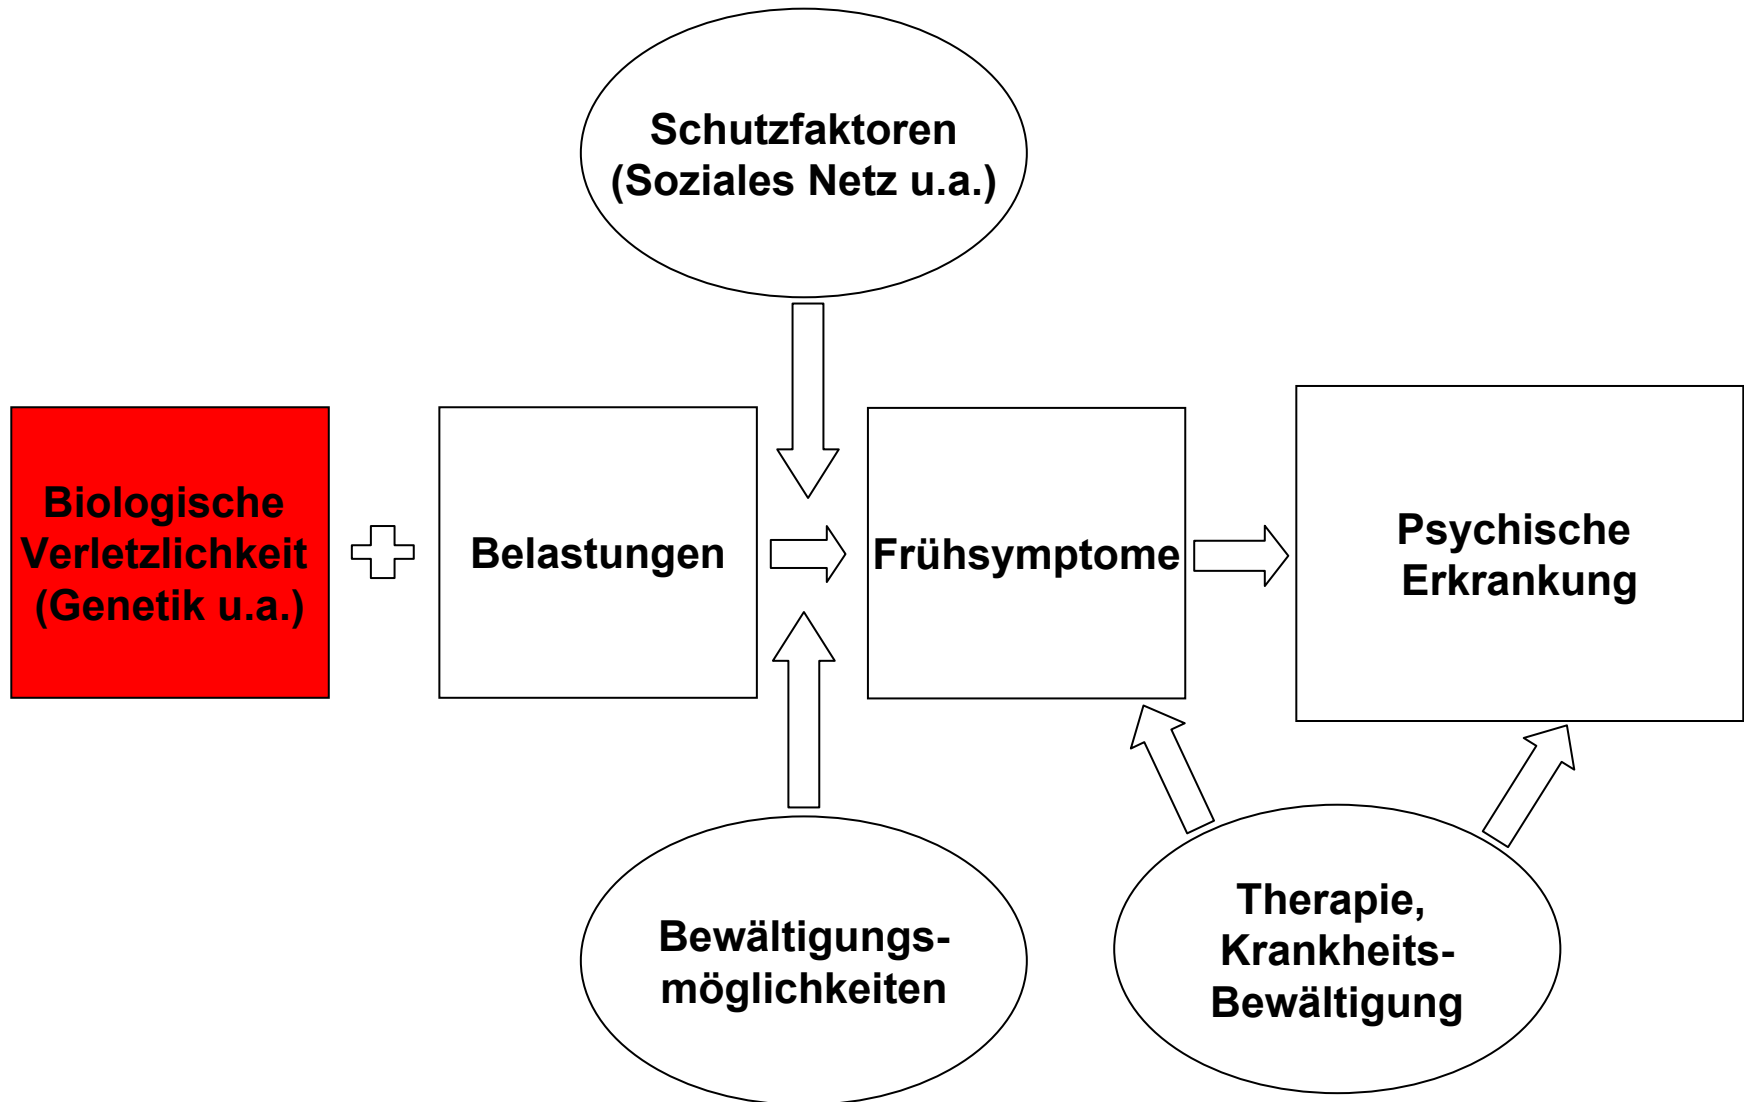 Schutzfaktoren
(Soziales Netz u.a.)
Biologische
Verletzlichkeit
(Genetik u.a.)
Belastungen
Frühsymptome
Psychische
Erkrankung
Bewältigungs-
möglichkeiten
Therapie,
Krankheits-
Bewältigung